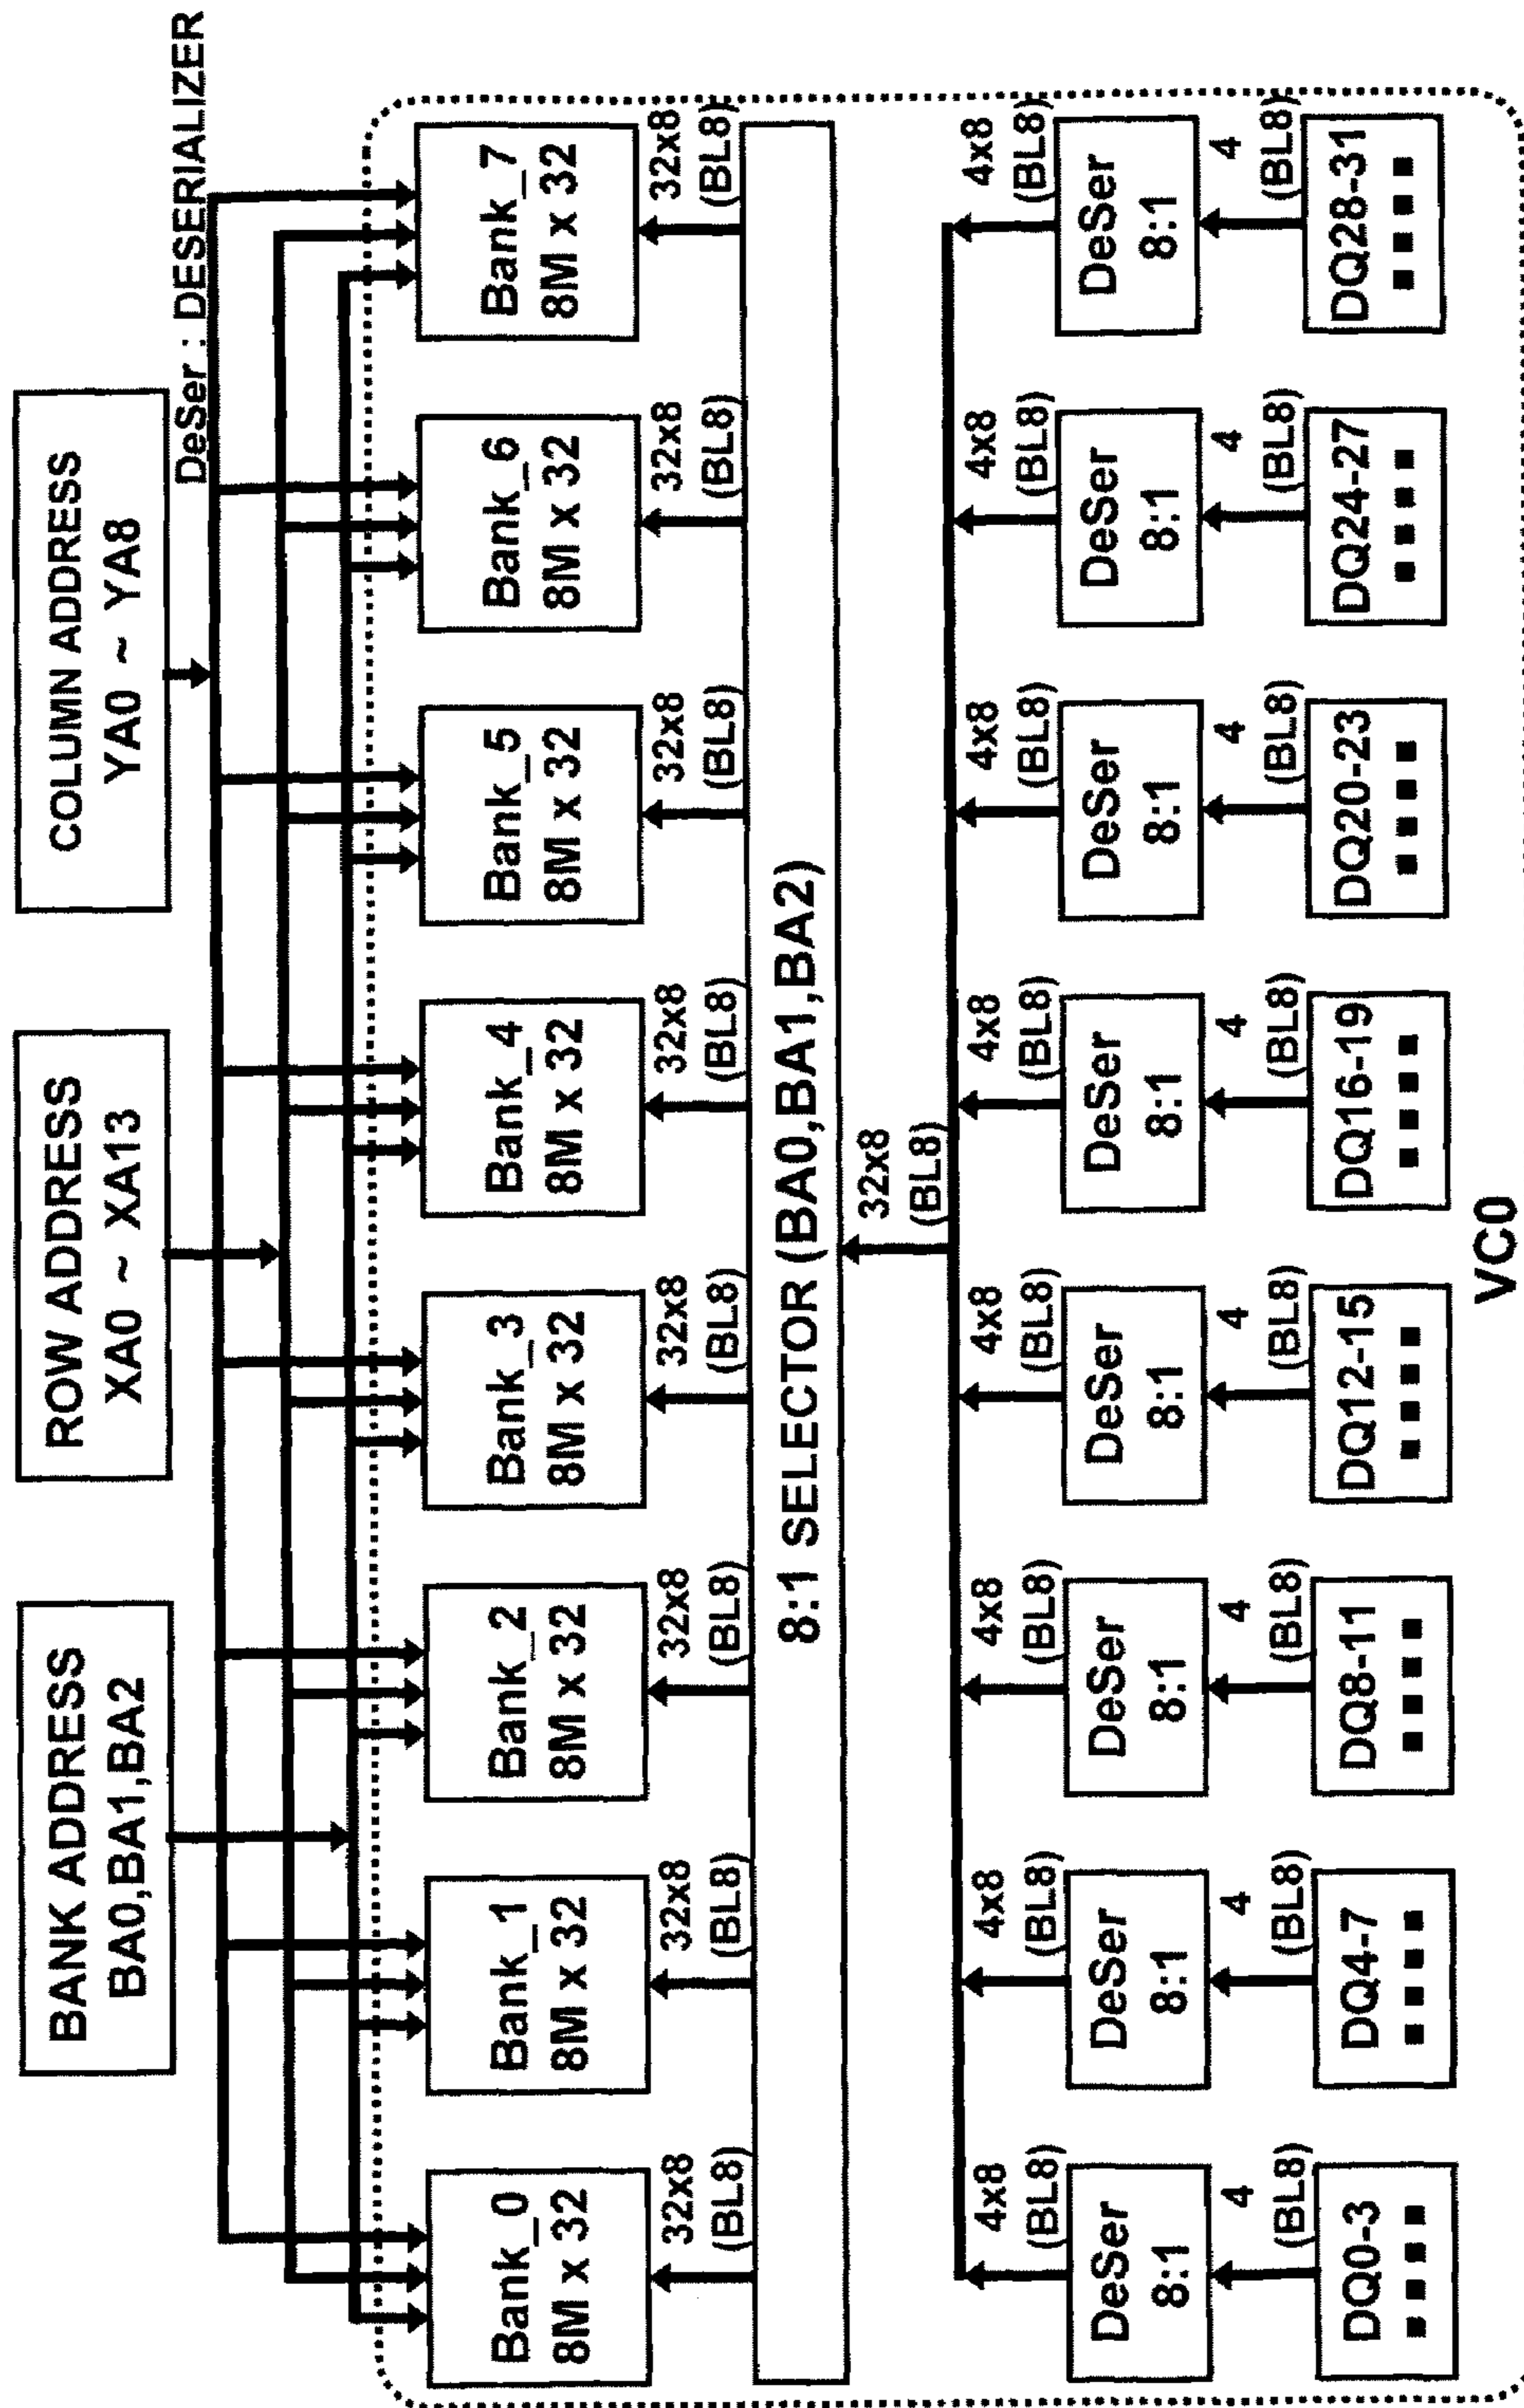 BANK ADDRESS
BA0,BA1,BA2
ROW ADDRESS
XA0 ~ XA13
COLUMN ADDRESS
YA0 ~ YA8
DeSer : DESERIALIZER
Bank_0
8M x 32
Bank_1
8M x 32
Bank_2
8M x 32
Bank_3
8M x 32
Bank_4
8M x 32
Bank_5
8M x 32
Bank_6
8M x 32
Bank_7
8M x 32
32x8
(BL8)
32x8
(BL8)
32x8
(BL8)
32x8
(BL8)
32x8
(BL8)
32x8
(BL8)
32x8
(BL8)
32x8
(BL8)
8:1 SELECTOR (BA0,BA1,BA2)
32x8
(BL8)
4x8
(BL8)
4x8
(BL8)
4x8
(BL8)
4x8
(BL8)
4x8
(BL8)
4x8
(BL8)
4x8
(BL8)
4x8
(BL8)
DeSer
8:1
DeSer
8:1
DeSer
8:1
DeSer
8:1
DeSer
8:1
DeSer
8:1
DeSer
8:1
DeSer
8:1
4
(BL8)
4
(BL8)
4
(BL8)
4
(BL8)
4
(BL8)
4
(BL8)
4
(BL8)
4
(BL8)
DQ0-3
DQ4-7
DQ8-11
DQ12-15
DQ16-19
DQ20-23
DQ24-27
DQ28-31
VC0